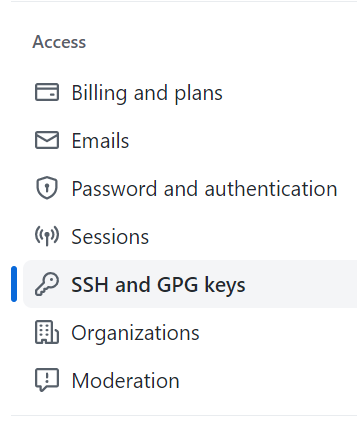 Access
Billing and plans
Emails
Password and authentication
Sessions
SSH and GPG keys
Organizations
Moderation